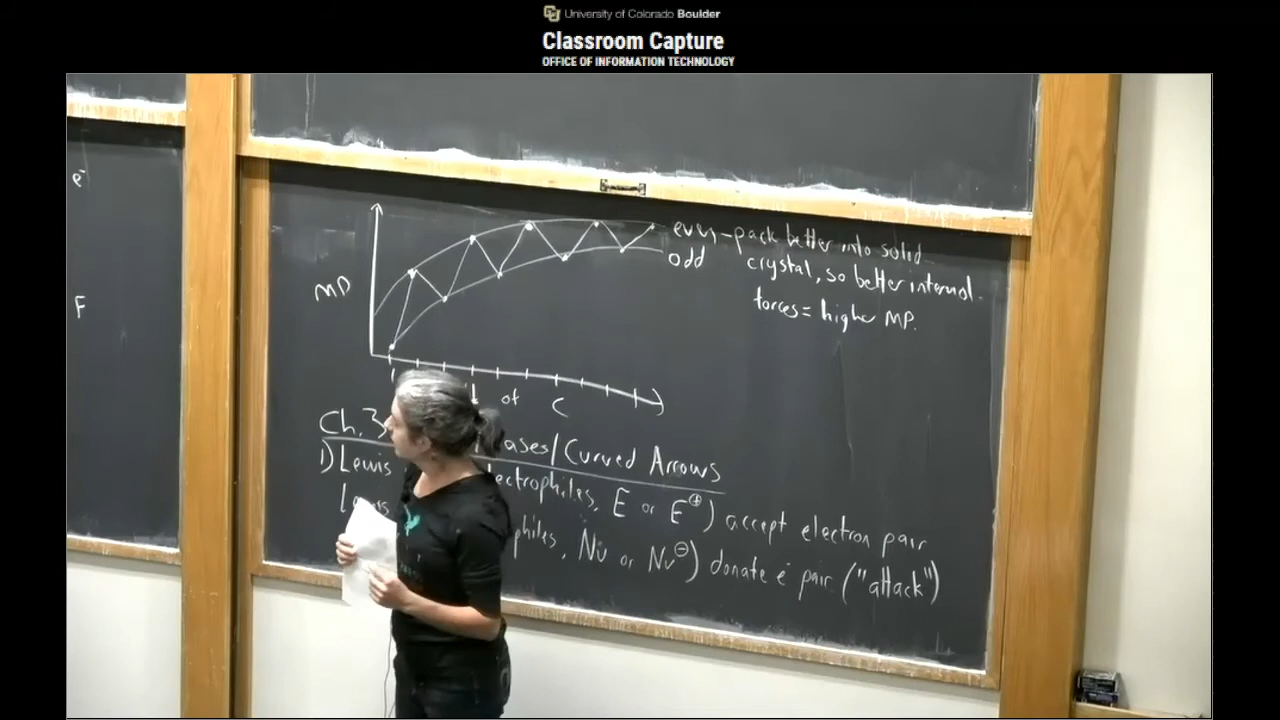 University of Colorado Boulder
Classroom Capture
OFFICE OF INFORMATION TECHNOLOGY
e⁻
F
MP
even - pack better into solid
odd crystal, so better intermol.
forces = higher MP.
# of C
Ch. 3 ases/Curved Arrows
1) Lewis ectrophiles, E or E⊕) accept electron pair
Lewis philes, Nu or Nu⊖) donate e⁻ pair ("attack")